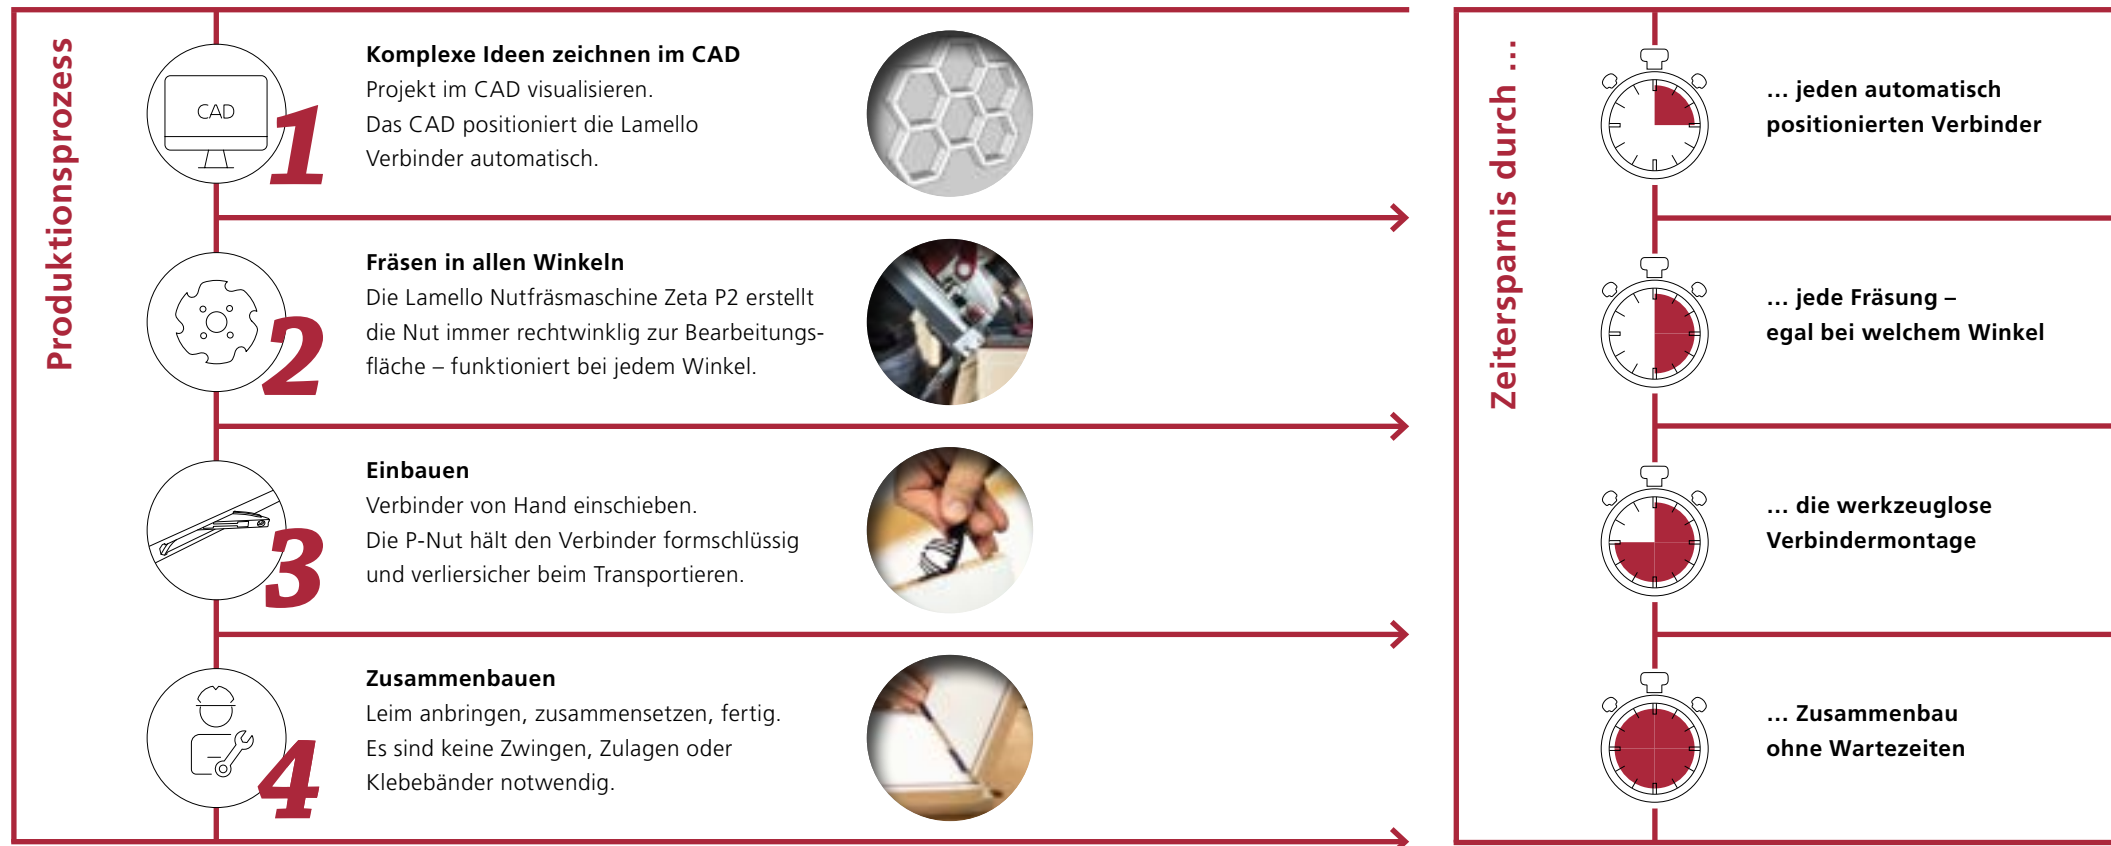 Produktionsprozess
CAD
1
Komplexe Ideen zeichnen im CAD
Projekt im CAD visualisieren.
Das CAD positioniert die Lamello
Verbinder automatisch.
2
Fräsen in allen Winkeln
Die Lamello Nutfräsmaschine Zeta P2 erstellt
die Nut immer rechtwinklig zur Bearbeitungs-
fläche – funktioniert bei jedem Winkel.
3
Einbauen
Verbinder von Hand einschieben.
Die P-Nut hält den Verbinder formschlüssig
und verliersicher beim Transportieren.
4
Zusammenbauen
Leim anbringen, zusammensetzen, fertig.
Es sind keine Zwingen, Zulagen oder
Klebebänder notwendig.
Zeitersparnis durch ...
... jeden automatisch
positionierten Verbinder
... jede Fräsung –
egal bei welchem Winkel
... die werkzeuglose
Verbindermontage
... Zusammenbau
ohne Wartezeiten